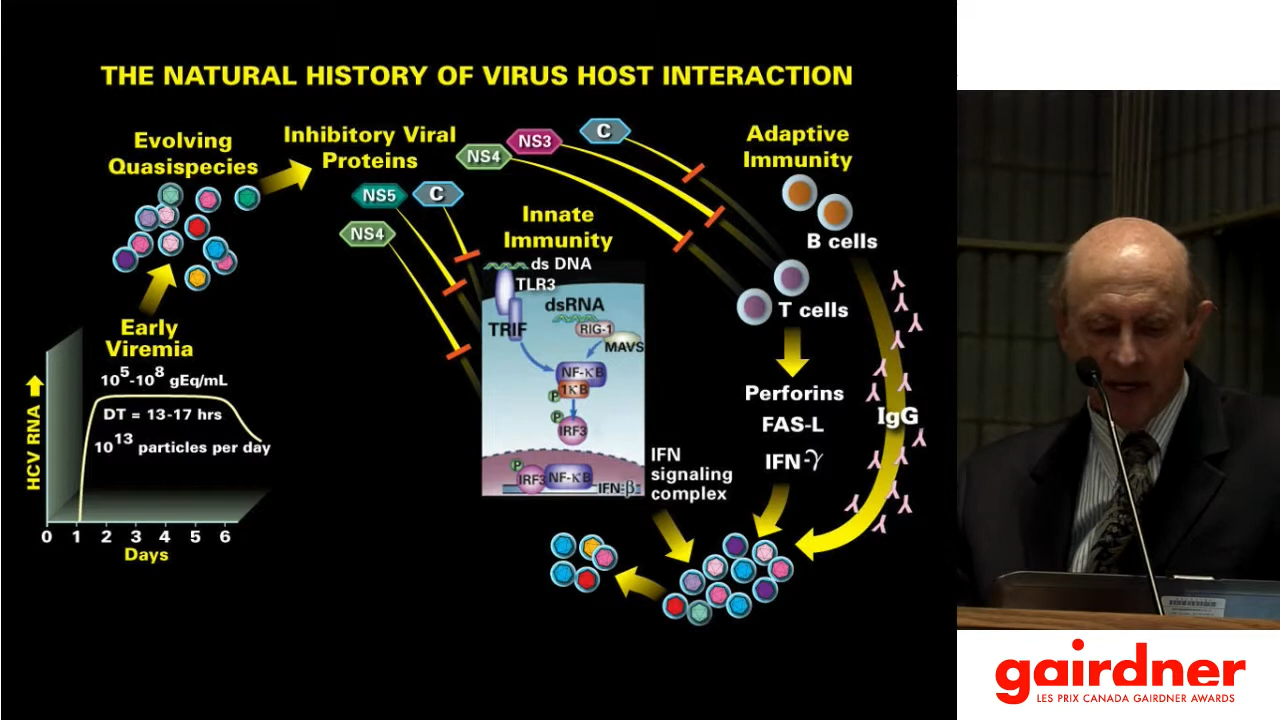 THE NATURAL HISTORY OF VIRUS HOST INTERACTION
Evolving
Quasispecies
Inhibitory Viral
Proteins
NS4
NS3
C
Adaptive
Immunity
NS5
C
NS4
Innate
Immunity
B cells
T cells
ds DNA
TLR3
dsRNA
TRIF
RIG-1
MAVS
NF-κB
1κB
P
P
IRF3
P
IRF3
NF-κB
IFN-β
IFN
signaling
complex
Perforins
FAS-L
IFN-γ
IgG
Early
Viremia
10⁵-10⁸ gEq/mL
DT = 13-17 hrs
10¹³ particles per day
HCV RNA
0 1 2 3 4 5 6
Days
gairdner
LES PRIX CANADA GAIRDNER AWARDS